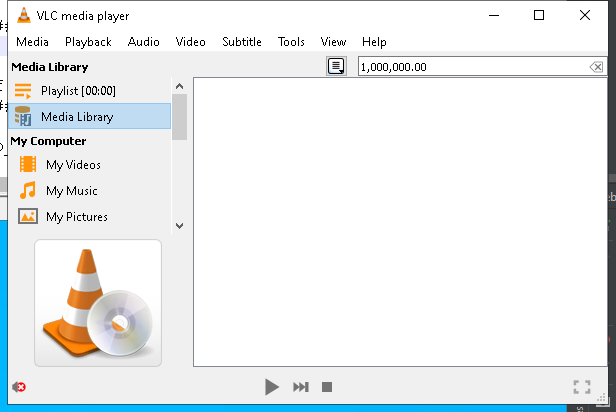 VLC media player
Media Playback Audio Video Subtitle Tools View Help
Media Library
1,000,000.00
Playlist [00:00]
Media Library
My Computer
My Videos
My Music
My Pictures